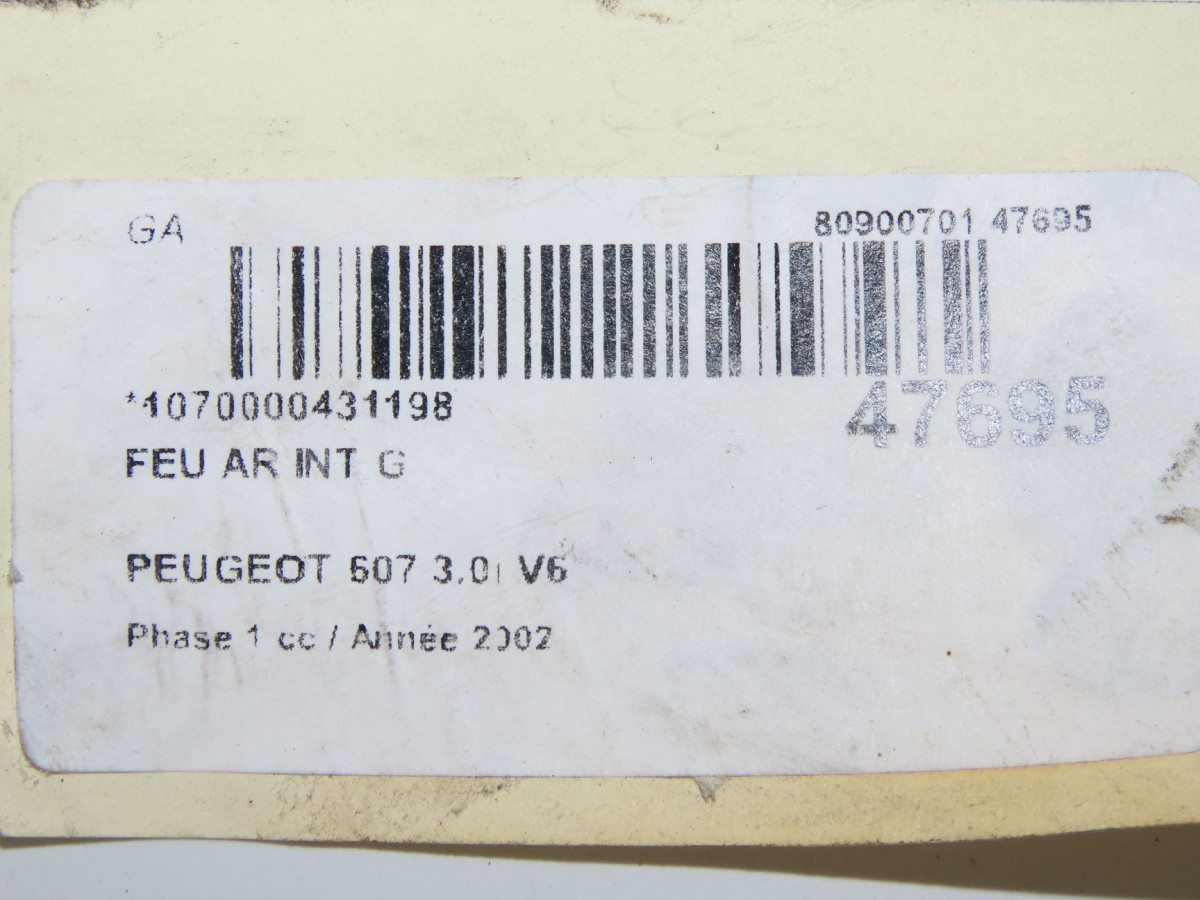 GA
80900701 47695
*1070000431198
47695
FEU AR INT G
PEUGEOT 607 3.0i V6
Phase 1 cc / Année 2002